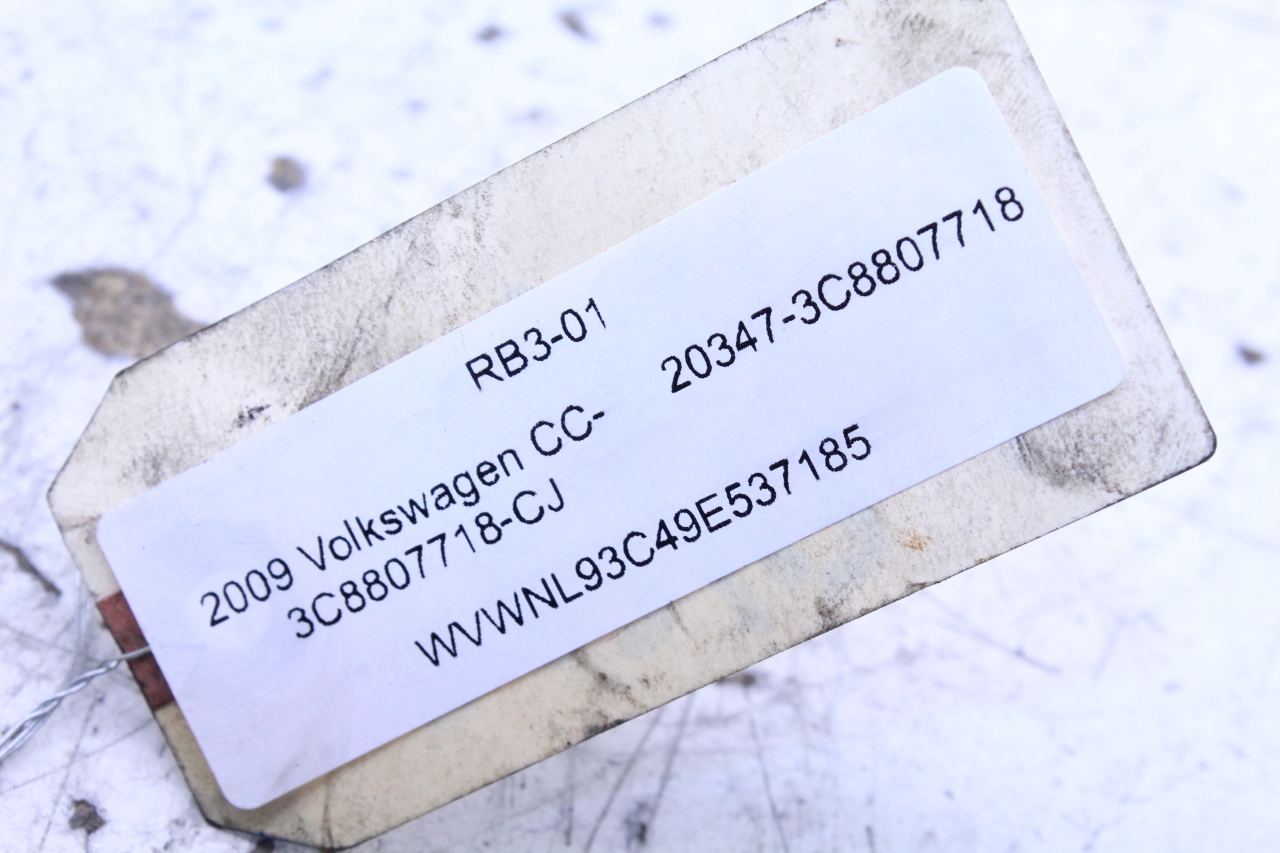 RB3-01
20347-3C8807718
2009 Volkswagen CC-
3C8807718-CJ
WVWNL93C49E537185